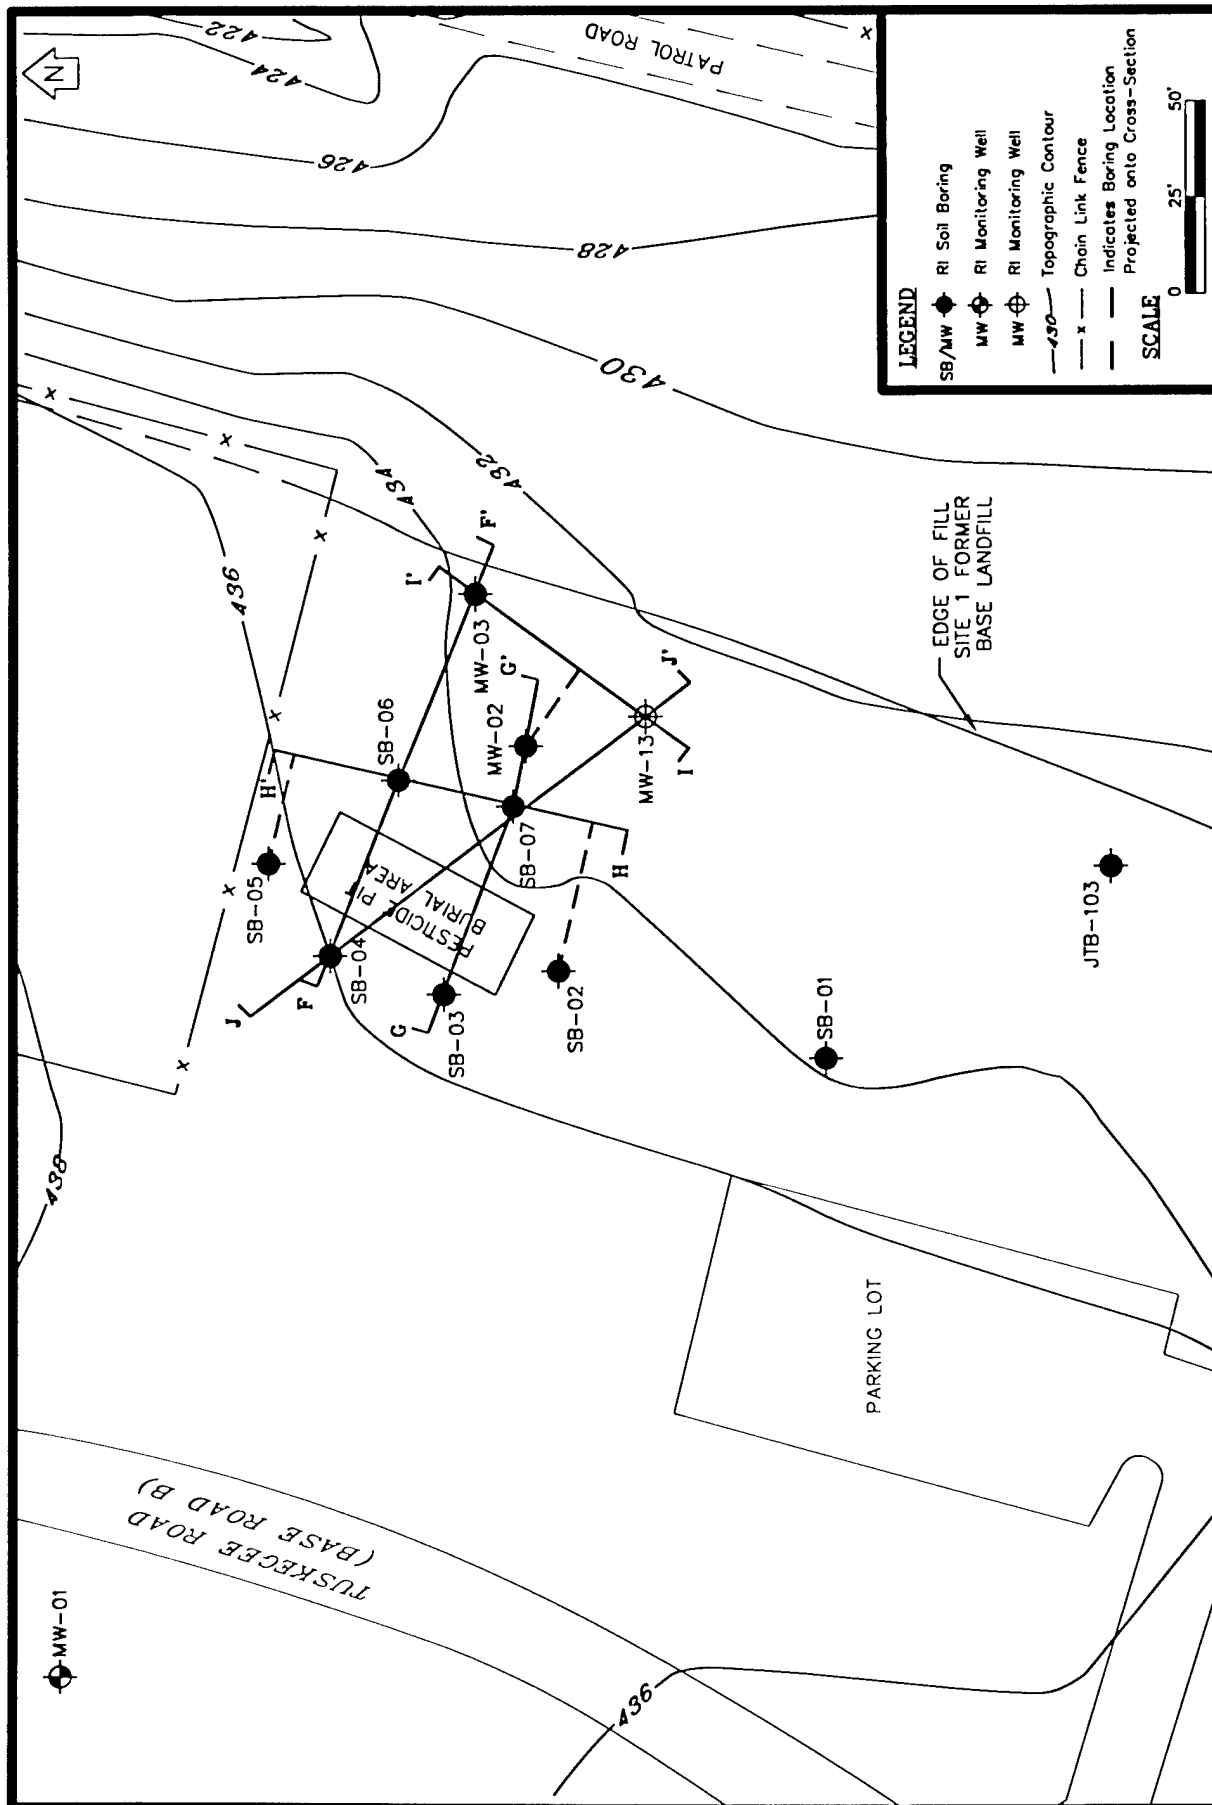 N
422
424
426
428
430
432
434
436
438
436
PATROL ROAD
TUSKEGEE ROAD
(BASE ROAD B)
MW-01
PARKING LOT
EDGE OF FILL
SITE 1 FORMER
BASE LANDFILL
PESTICIDE PIT
BURIAL AREA
SB-05
SB-04
SB-03
SB-02
SB-01
SB-06
SB-07
MW-02
MW-03
MW-13
JTB-103
F
F'
G
G'
H
H'
I
I'
J
J'
x
x
x
x
x
x
x
x
LEGEND
SB/MW RI Soil Boring
MW RI Monitoring Well
MW RI Monitoring Well
430 Topographic Contour
x Chain Link Fence
Indicates Boring Location
Projected onto Cross-Section
SCALE
0 25' 50'